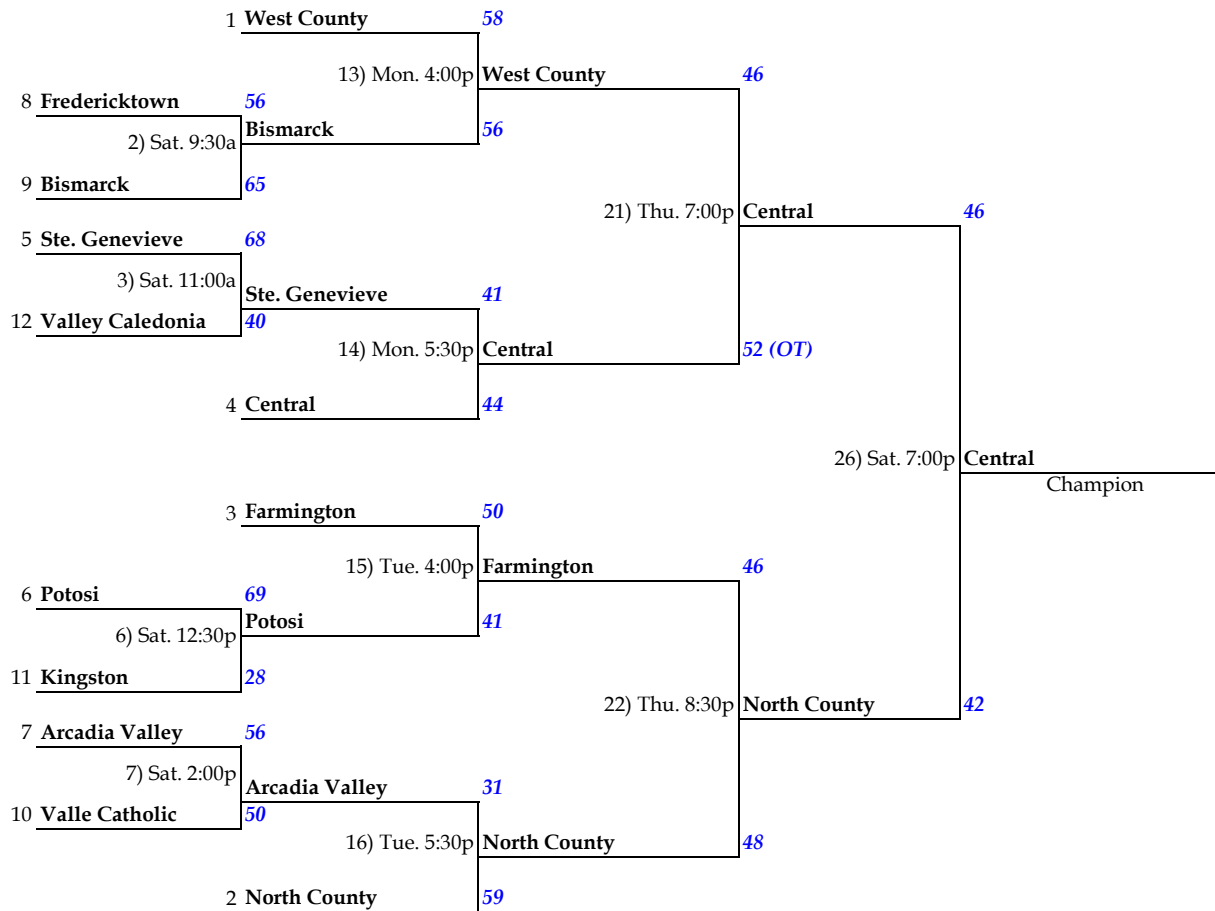 1 West County 58
13) Mon. 4:00p West County 46
8 Fredericktown 56
Bismarck 56
2) Sat. 9:30a
9 Bismarck 65
21) Thu. 7:00p Central 46
5 Ste. Genevieve 68
3) Sat. 11:00a
Ste. Genevieve 41
12 Valley Caledonia 40
14) Mon. 5:30p Central 52 (OT)
4 Central 44
26) Sat. 7:00p Central
Champion
3 Farmington 50
15) Tue. 4:00p Farmington 46
6 Potosi 69
Potosi 41
6) Sat. 12:30p
11 Kingston 28
22) Thu. 8:30p North County 42
7 Arcadia Valley 56
7) Sat. 2:00p
Arcadia Valley 31
10 Valle Catholic 50
16) Tue. 5:30p North County 48
2 North County 59